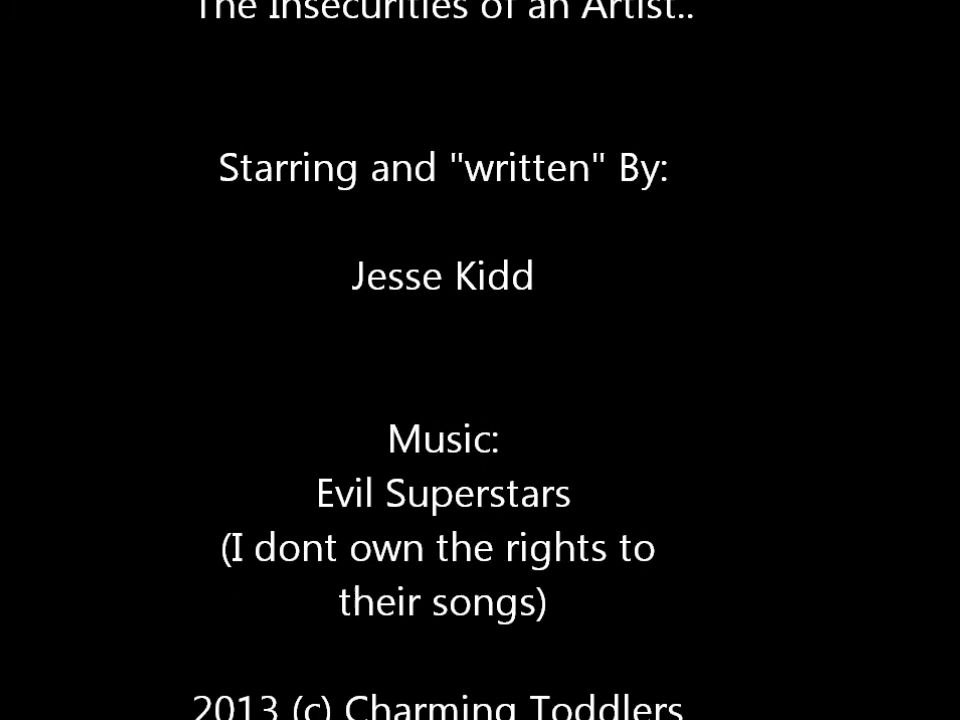 The Insecurities of an Artist..
Starring and "written" By:
Jesse Kidd
Music:
Evil Superstars
(I dont own the rights to
their songs)
2013 (c) Charming Toddlers